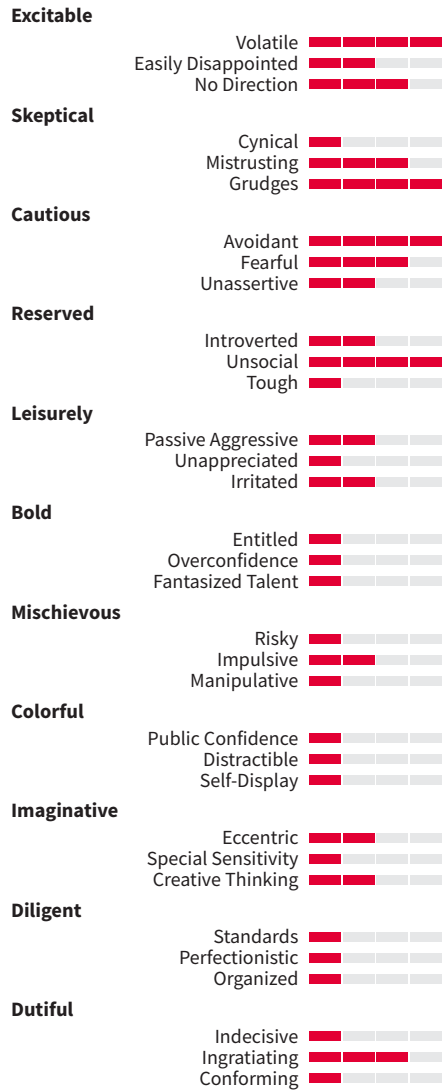 Excitable
Volatile
Easily Disappointed
No Direction
Skeptical
Cynical
Mistrusting
Grudges
Cautious
Avoidant
Fearful
Unassertive
Reserved
Introverted
Unsocial
Tough
Leisurely
Passive Aggressive
Unappreciated
Irritated
Bold
Entitled
Overconfidence
Fantasized Talent
Mischievous
Risky
Impulsive
Manipulative
Colorful
Public Confidence
Distractible
Self-Display
Imaginative
Eccentric
Special Sensitivity
Creative Thinking
Diligent
Standards
Perfectionistic
Organized
Dutiful
Indecisive
Ingratiating
Conforming